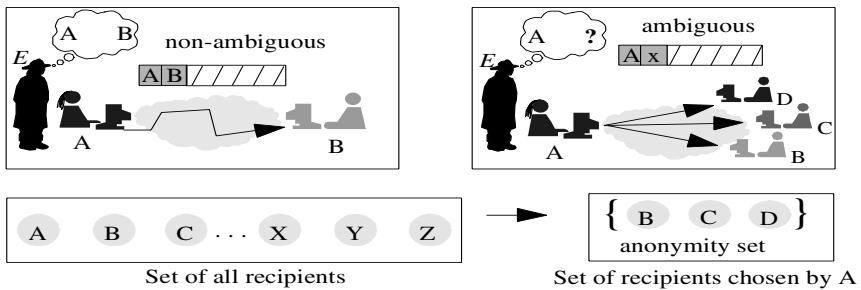 A B
E
non-ambiguous
A B
A
B
A ?
E
ambiguous
A x
A
D
C
B
A B C ... X Y Z
Set of all recipients
{ B C D }
anonymity set
Set of recipients chosen by A